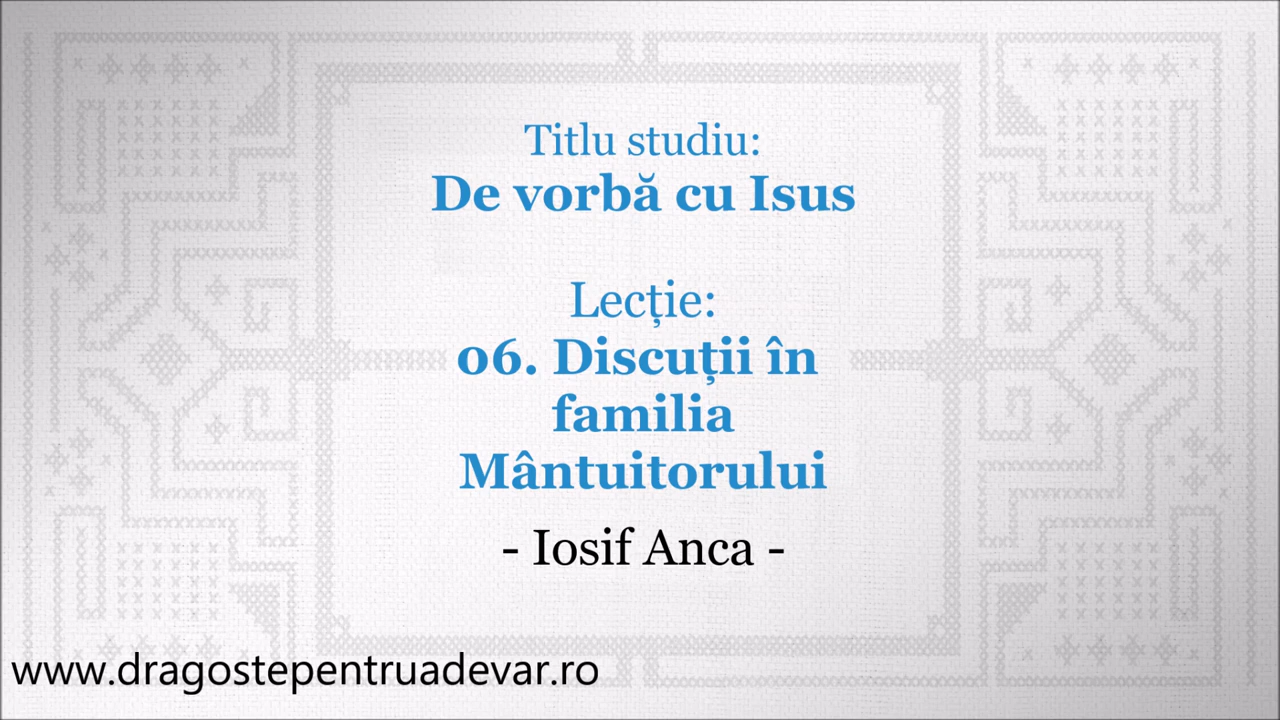 Titlu studiu:
De vorbă cu Isus
Lecție:
06. Discuții în
familia
Mântuitorului
- Iosif Anca -
www.dragostepentruadevar.ro